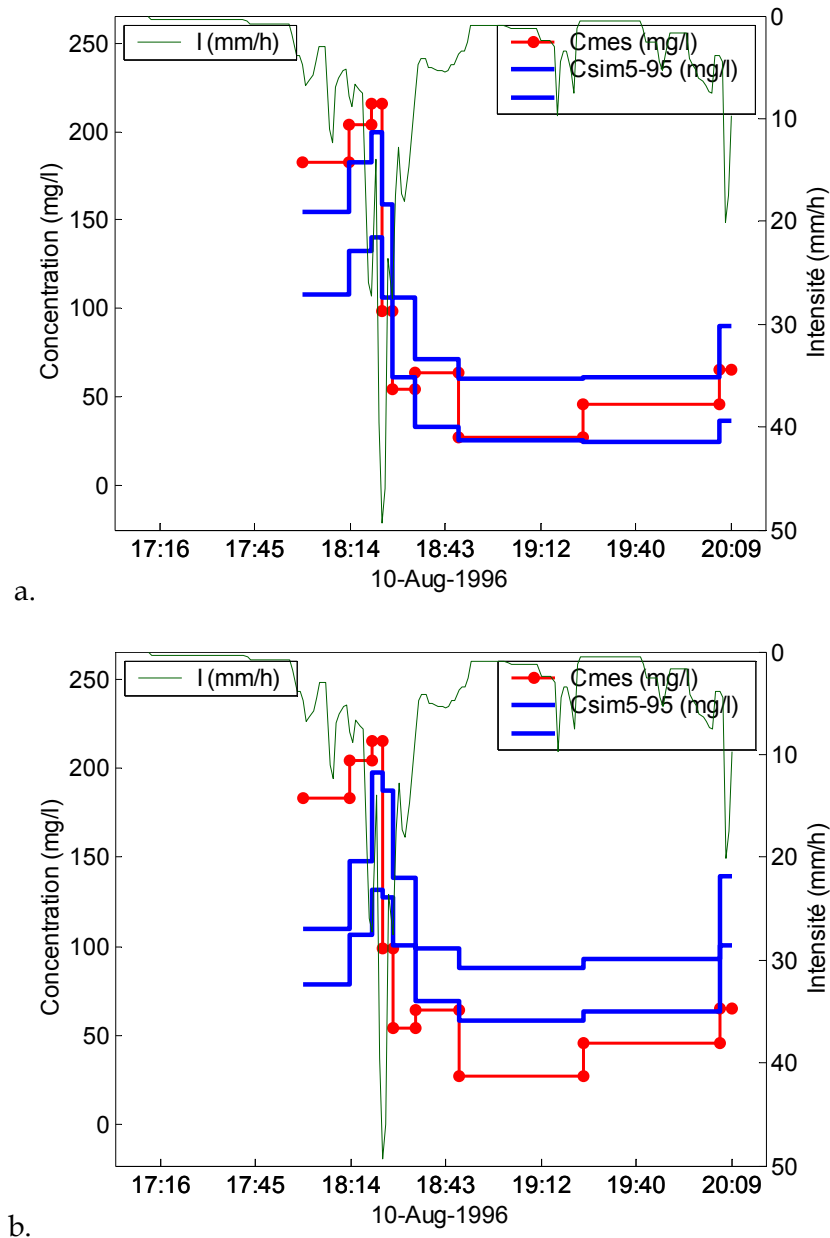 I (mm/h)
Cmes (mg/l)
Csim5-95 (mg/l)
250
200
150
100
50
0
Concentration (mg/l)
0
10
20
30
40
50
Intensité (mm/h)
17:16 17:45 18:14 18:43 19:12 19:40 20:09
10-Aug-1996
a.
I (mm/h)
Cmes (mg/l)
Csim5-95 (mg/l)
250
200
150
100
50
0
Concentration (mg/l)
0
10
20
30
40
50
Intensité (mm/h)
17:16 17:45 18:14 18:43 19:12 19:40 20:09
10-Aug-1996
b.